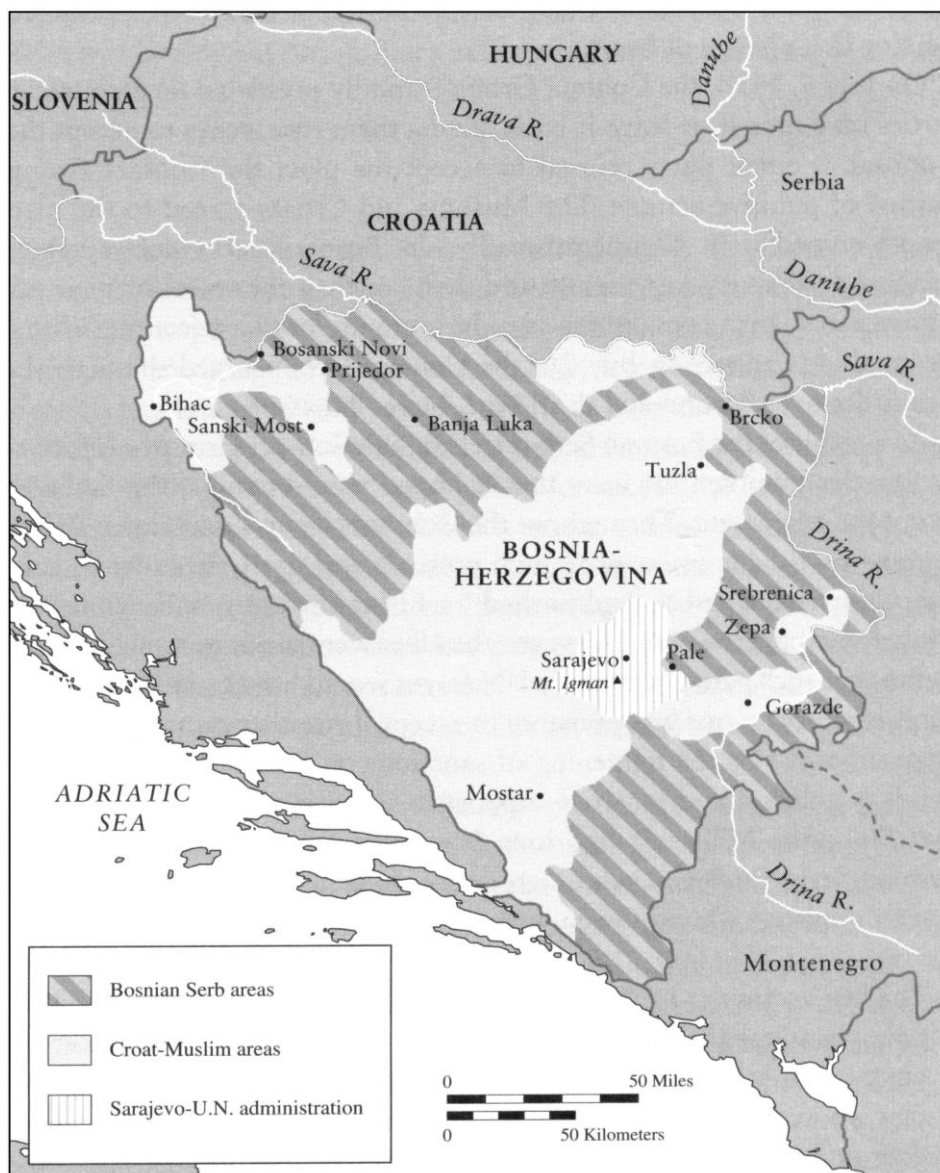 HUNGARY
SLOVENIA
Danube
Drava R.
Serbia
CROATIA
Sava R.
Danube
Sava R.
Bosanski Novi
Prijedor
Bihac
Sanski Most
Banja Luka
Brcko
Tuzla
BOSNIA-
HERZEGOVINA
Drina R.
Srebrenica
Zepa
Sarajevo
Pale
Mt. Igman
Gorazde
Mostar
ADRIATIC
SEA
Drina R.
Montenegro
Bosnian Serb areas
Croat-Muslim areas
Sarajevo-U.N. administration
0 50 Miles
0 50 Kilometers